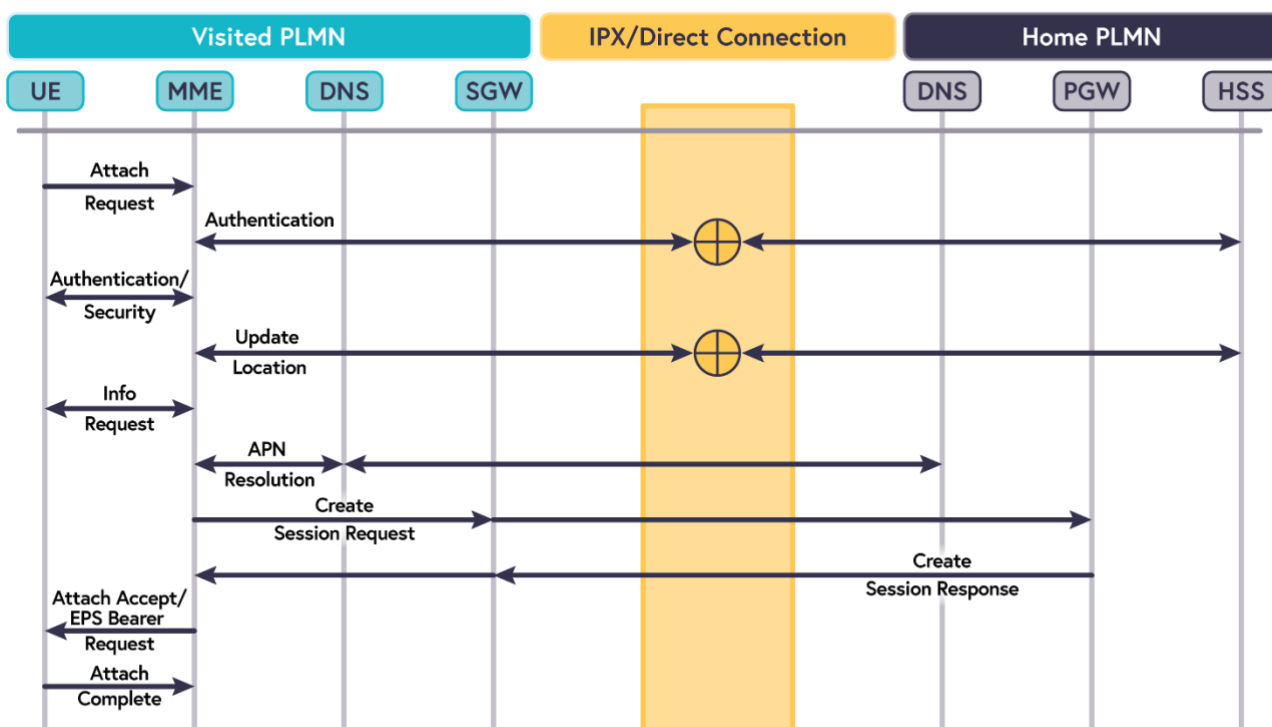 Visited PLMN
IPX/Direct Connection
Home PLMN
UE
MME
DNS
SGW
DNS
PGW
HSS
Attach
Request
Authentication
Authentication/
Security
Update
Location
Info
Request
APN
Resolution
Create
Session Request
Create
Session Response
Attach Accept/
EPS Bearer
Request
Attach
Complete